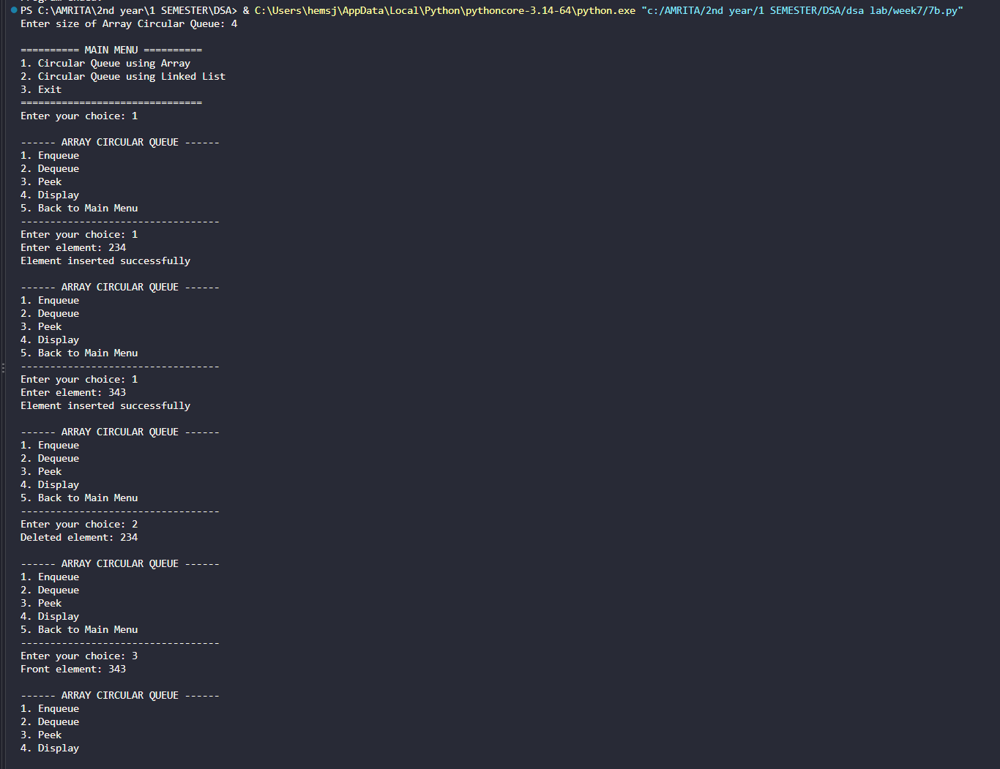 PS C:\AMRITA\2nd year\1 SEMESTER\DSA> & C:\Users\hemsj\AppData\Local\Python\pythoncore-3.14-64\python.exe "c:/AMRITA/2nd year/1 SEMESTER/DSA/dsa lab/week7/7b.py"
Enter size of Array Circular Queue: 4

========== MAIN MENU ==========
1. Circular Queue using Array
2. Circular Queue using Linked List
3. Exit
===============================
Enter your choice: 1

------ ARRAY CIRCULAR QUEUE ------
1. Enqueue
2. Dequeue
3. Peek
4. Display
5. Back to Main Menu
----------------------------------
Enter your choice: 1
Enter element: 234
Element inserted successfully

------ ARRAY CIRCULAR QUEUE ------
1. Enqueue
2. Dequeue
3. Peek
4. Display
5. Back to Main Menu
----------------------------------
Enter your choice: 1
Enter element: 343
Element inserted successfully

------ ARRAY CIRCULAR QUEUE ------
1. Enqueue
2. Dequeue
3. Peek
4. Display
5. Back to Main Menu
----------------------------------
Enter your choice: 2
Deleted element: 234

------ ARRAY CIRCULAR QUEUE ------
1. Enqueue
2. Dequeue
3. Peek
4. Display
5. Back to Main Menu
----------------------------------
Enter your choice: 3
Front element: 343

------ ARRAY CIRCULAR QUEUE ------
1. Enqueue
2. Dequeue
3. Peek
4. Display